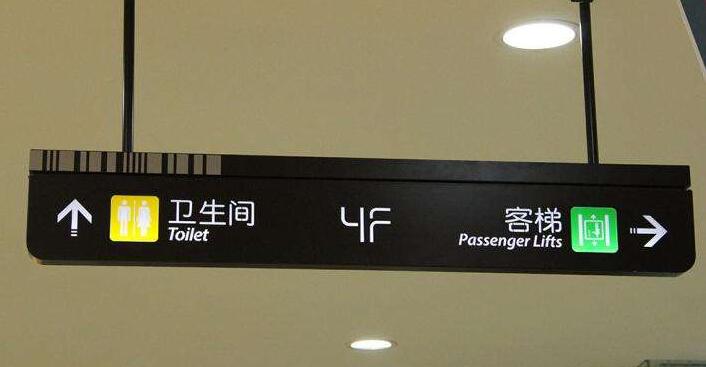 卫生间
Toilet
4F
客梯
Passenger Lifts